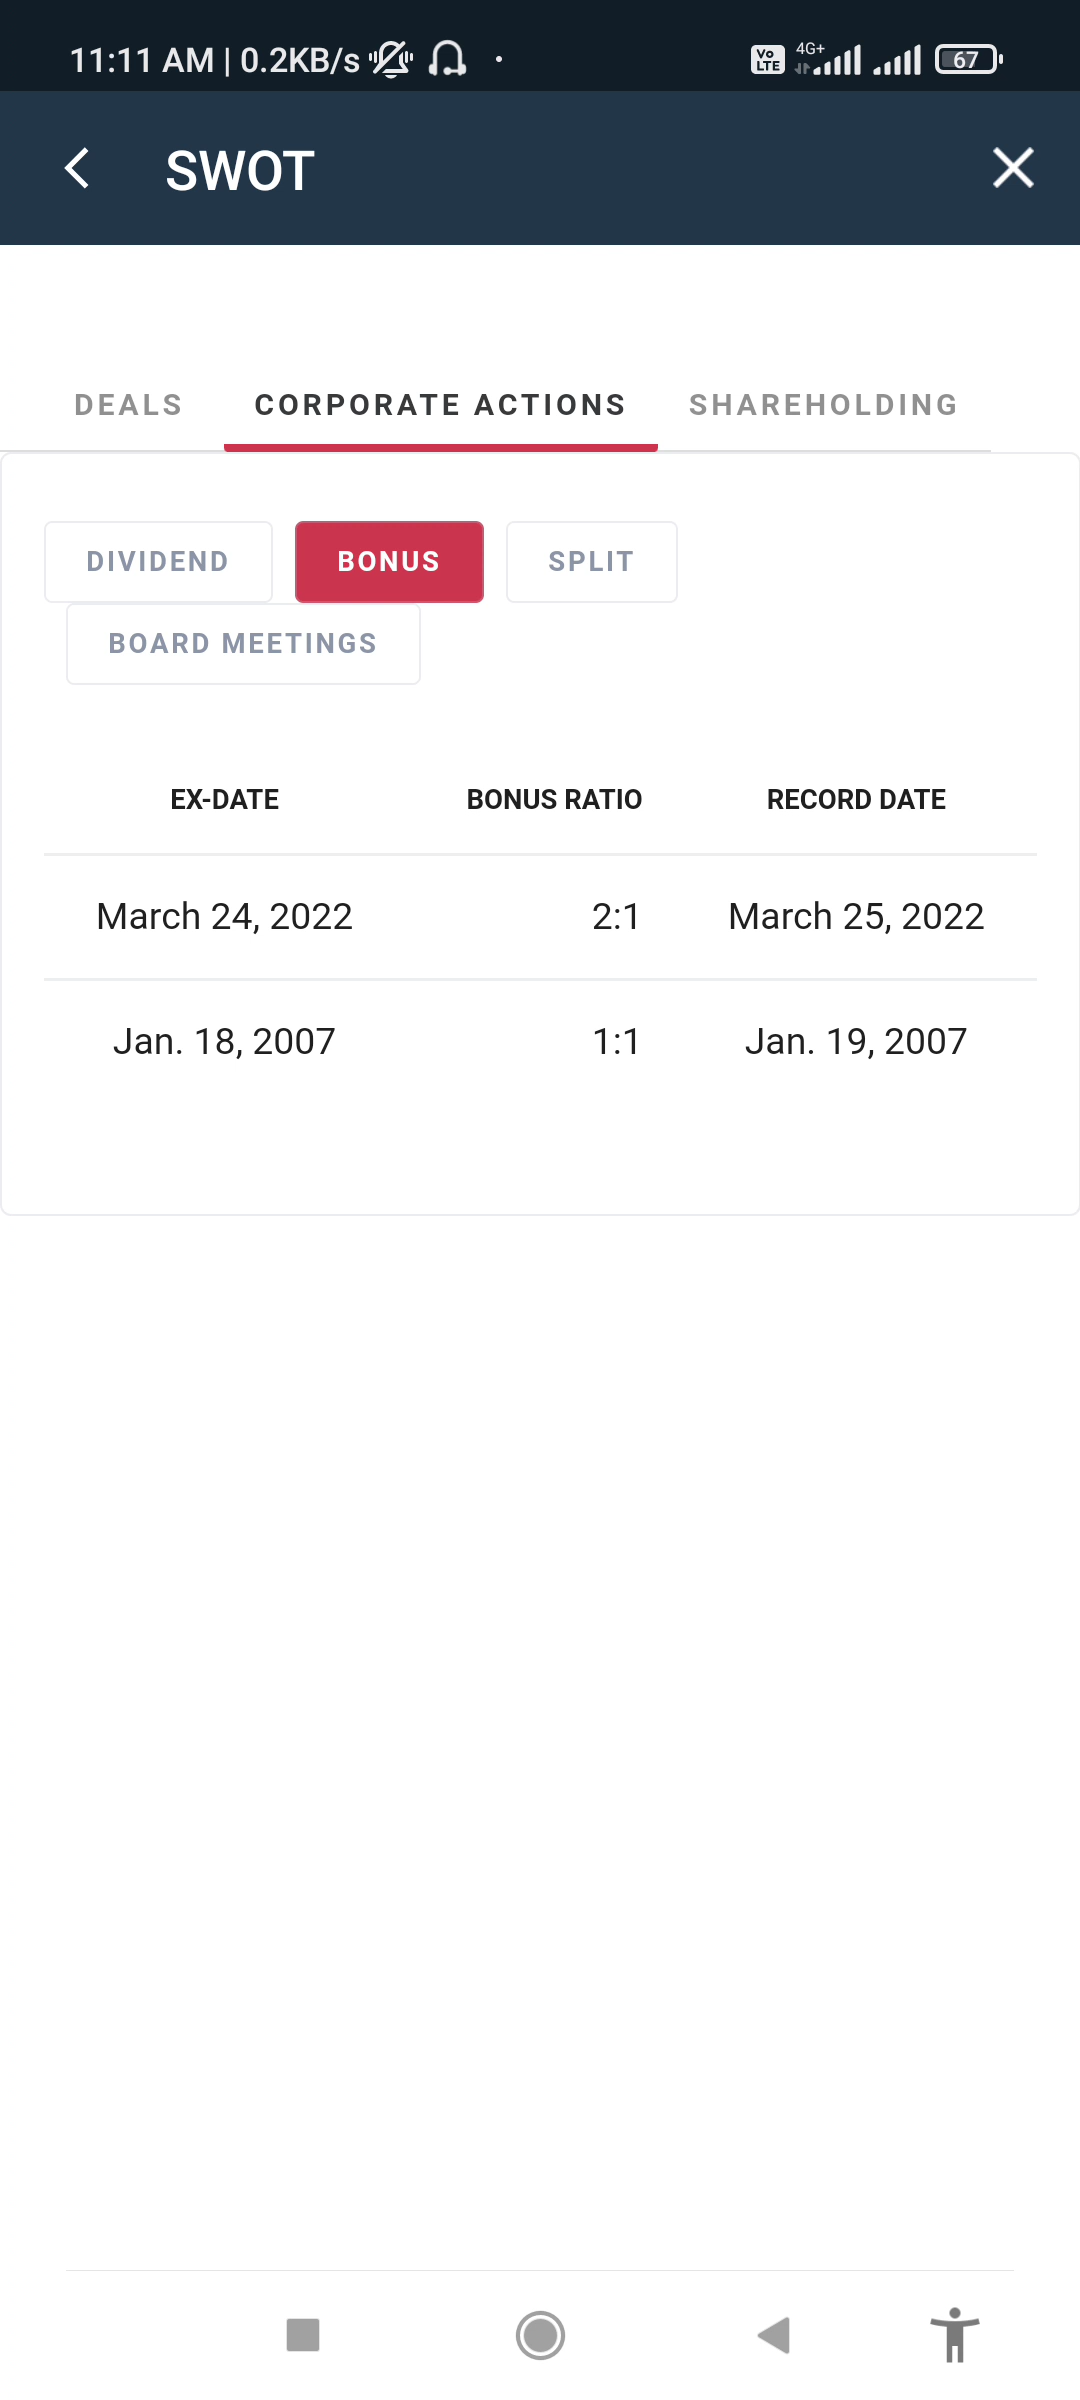 11:11 AM | 0.2KB/s
Vo LTE 4G+ 67
SWOT
DEALS CORPORATE ACTIONS SHAREHOLDING
DIVIDEND BONUS SPLIT
BOARD MEETINGS
EX-DATE BONUS RATIO RECORD DATE
March 24, 2022 2:1 March 25, 2022
Jan. 18, 2007 1:1 Jan. 19, 2007